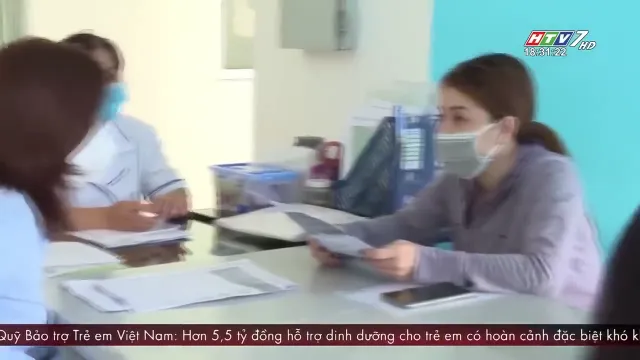 HTV7 HD
18:31:22
Quỹ Bảo trợ Trẻ em Việt Nam: Hơn 5,5 tỷ đồng hỗ trợ dinh dưỡng cho trẻ em có hoàn cảnh đặc biệt khó k